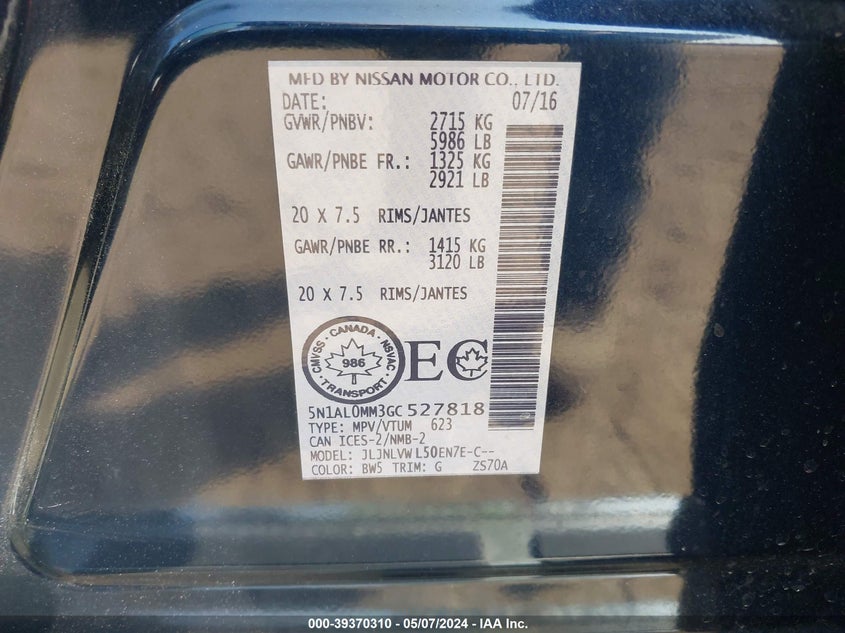 MFD BY NISSAN MOTOR CO., LTD.
DATE: 07/16
GVWR/PNBV: 2715 KG
5986 LB
GAWR/PNBE FR.: 1325 KG
2921 LB
20 X 7.5 RIMS/JANTES
GAWR/PNBE RR.: 1415 KG
3120 LB
20 X 7.5 RIMS/JANTES
CMVSS · CANADA · NSVAC · TRANSPORT ·
986
EC
5N1AL0MM3GC527818
TYPE: MPV/VTUM 623
CAN ICES-2/NMB-2
MODEL: JLJNLVWL50EN7E-C--
COLOR: BW5 TRIM: G ZS70A
000-39370310 - 05/07/2024 - IAA Inc.